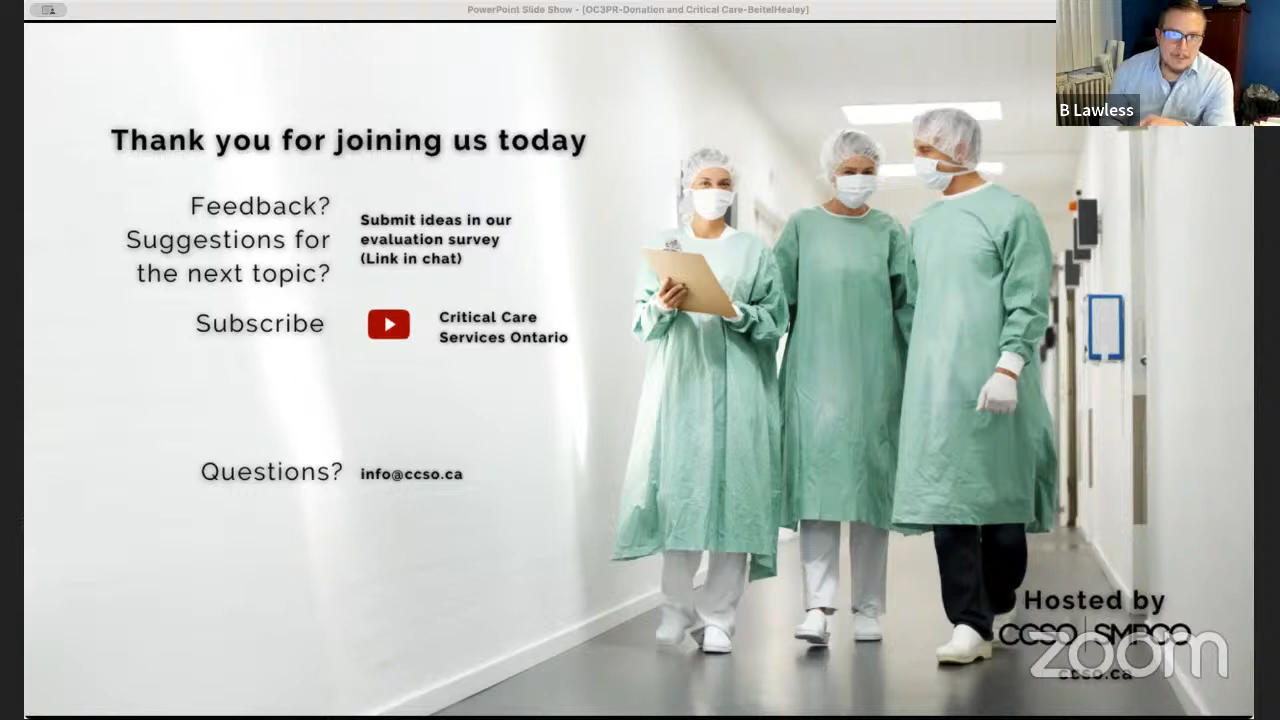 PowerPoint Slide Show - [OC3PR-Donation and Critical Care-BeitelHealey]
B Lawless
Thank you for joining us today
Feedback?
Suggestions for
the next topic?
Submit ideas in our
evaluation survey
(Link in chat)
Subscribe
Critical Care
Services Ontario
Questions?
info@ccso.ca
Hosted by
CCSO | SMPCO
zoom
ccso.ca